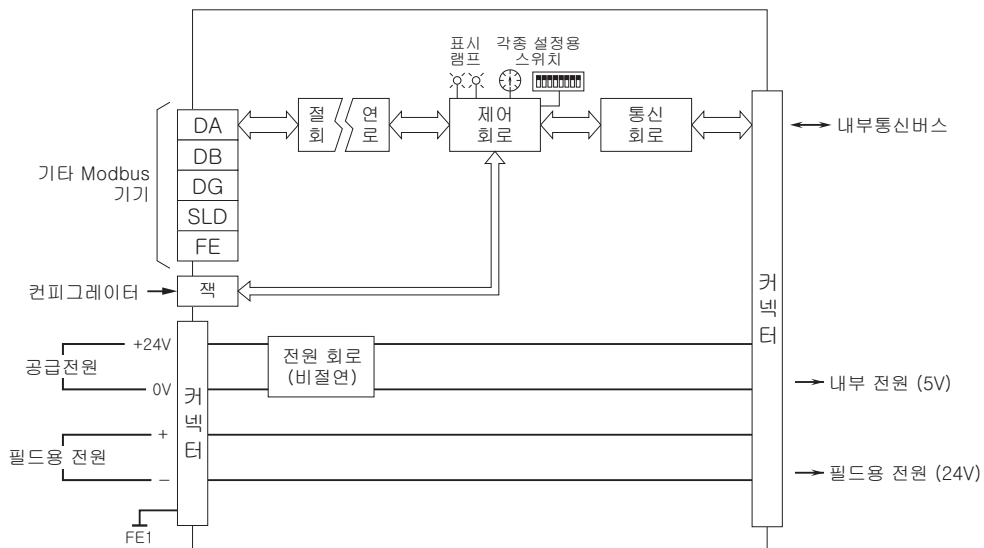 표시
램프
각종 설정용
스위치
DA
DB
DG
SLD
FE
절 연
회 로
제어
회로
통신
회로
내부통신버스
기타 Modbus
기기
컨피그레이터
잭
커넥터
+24V
공급전원
0V
전원 회로
(비절연)
커넥터
내부 전원 (5V)
+
필드용 전원
−
필드용 전원 (24V)
FE1